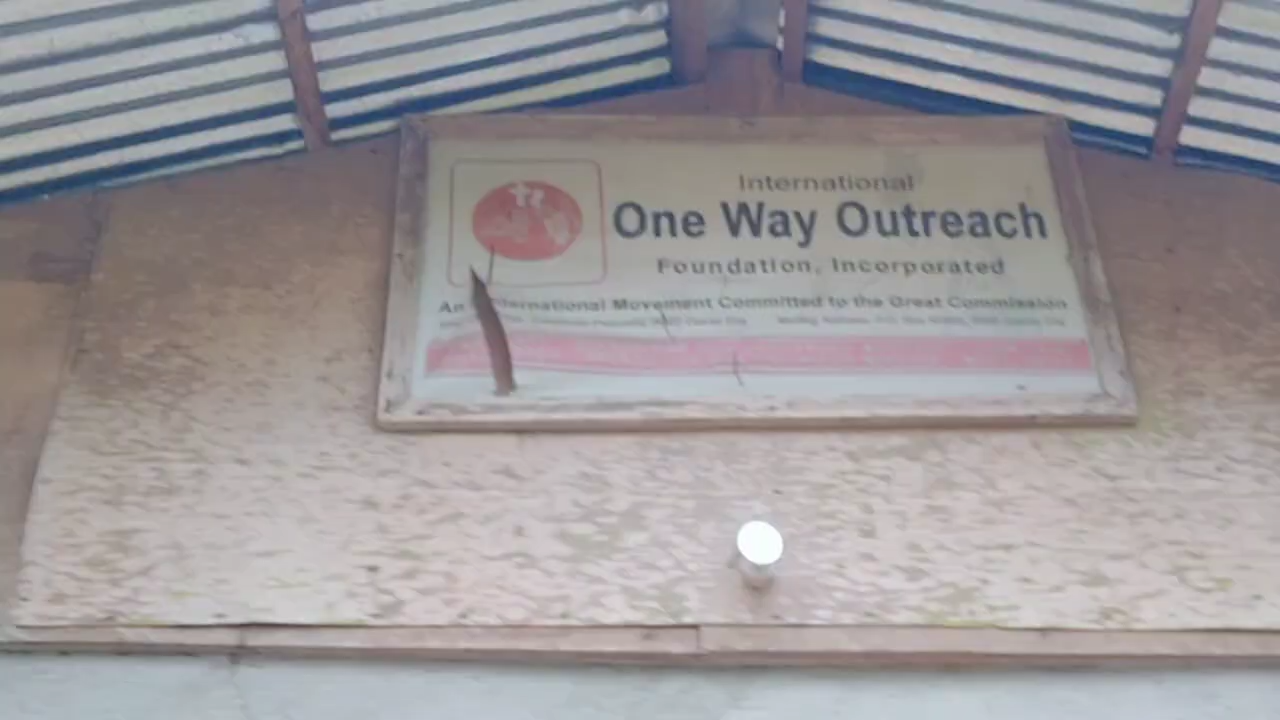 International
One Way Outreach
Foundation, Incorporated
An International Movement Committed to the Great Commission